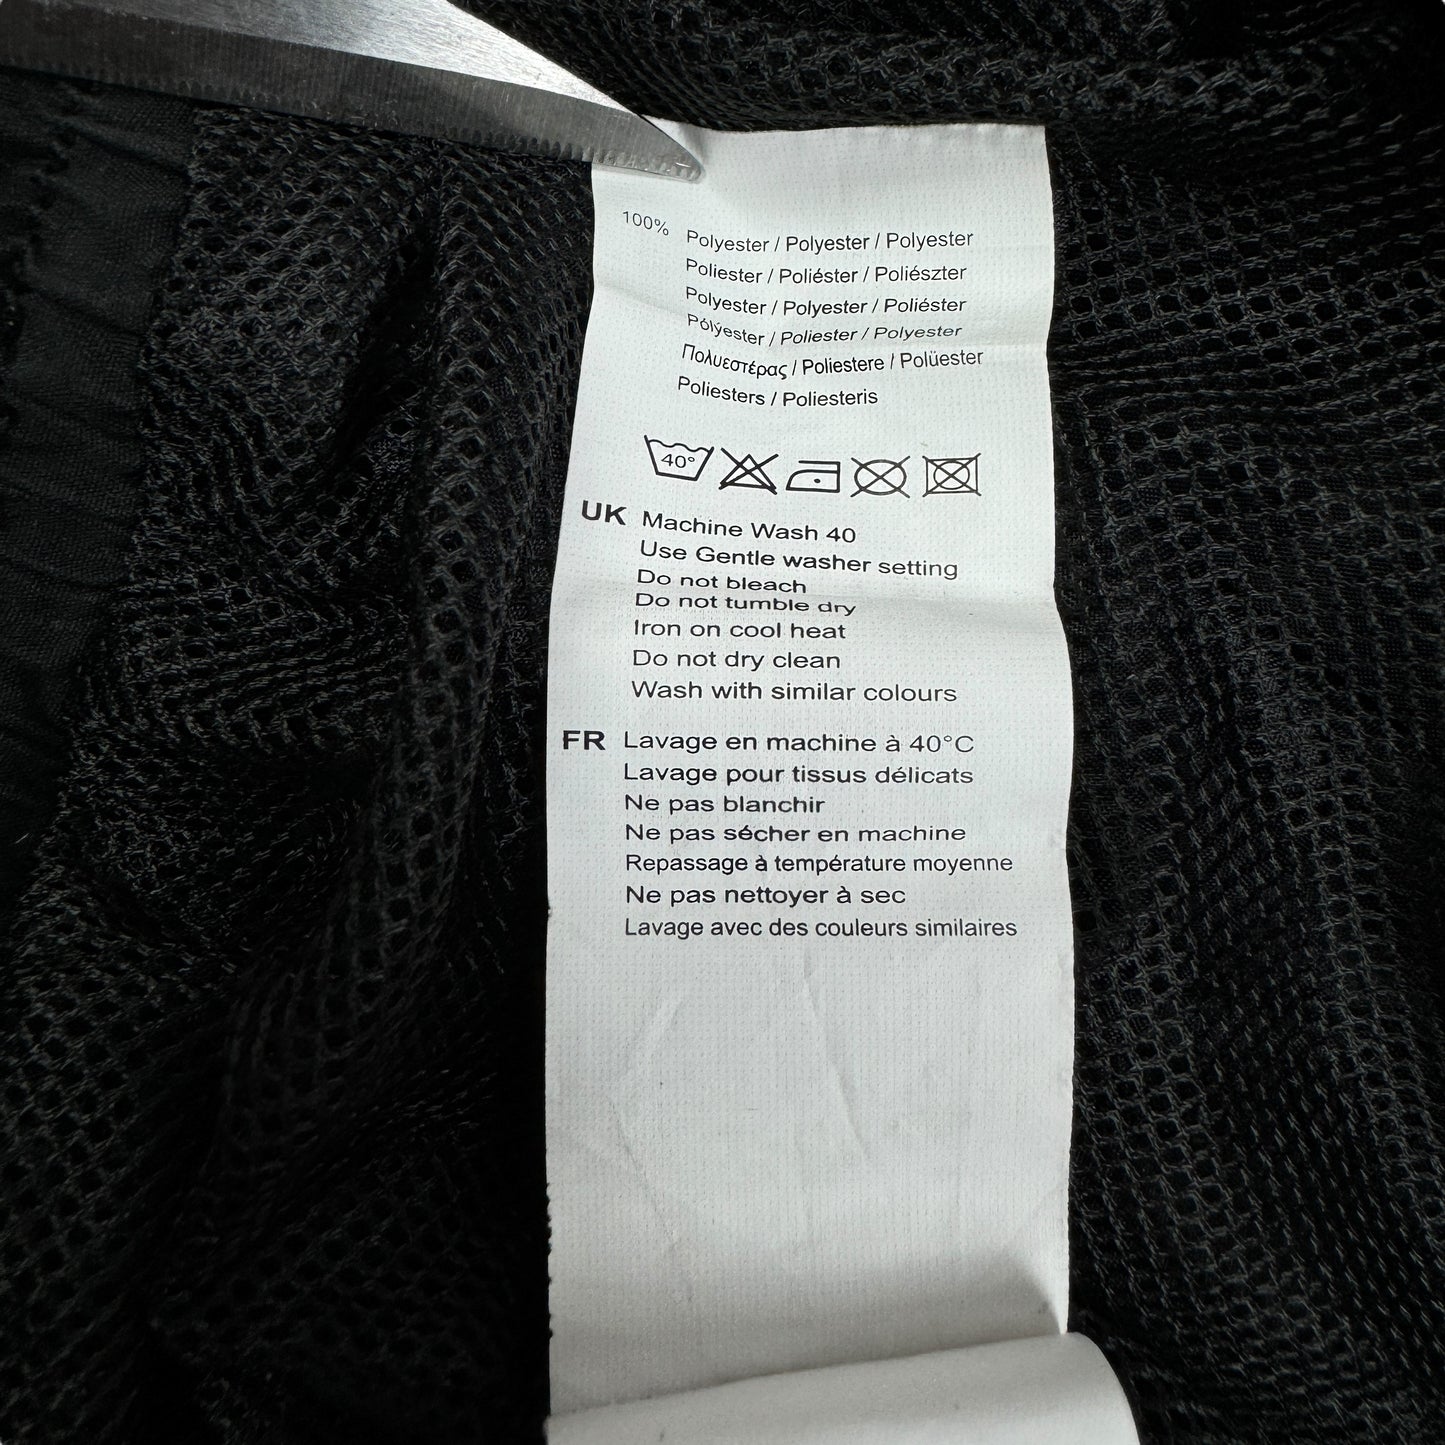 100% Polyester / Polyester / Polyester
Poliester / Poliéster / Poliészter
Polyester / Polyester / Poliéster
Pólýester / Poliester / Polyester
Πολυεστέρας / Poliestere / Polüester
Poliesters / Poliesteris
40°
UK Machine Wash 40
Use Gentle washer setting
Do not bleach
Do not tumble dry
Iron on cool heat
Do not dry clean
Wash with similar colours
FR Lavage en machine à 40°C
Lavage pour tissus délicats
Ne pas blanchir
Ne pas sécher en machine
Repassage à température moyenne
Ne pas nettoyer à sec
Lavage avec des couleurs similaires